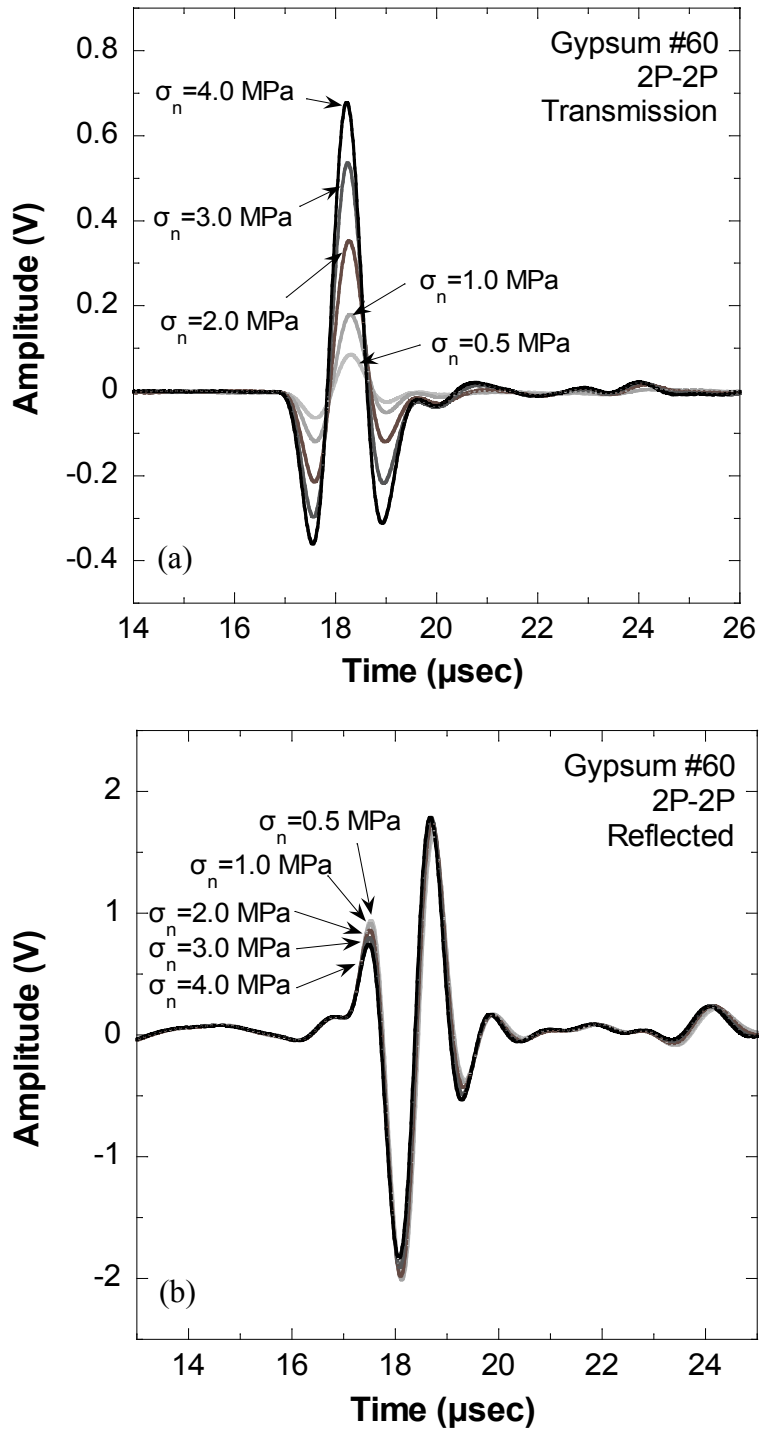 Gypsum #60
2P-2P
Transmission
σn=4.0 MPa
σn=3.0 MPa
σn=2.0 MPa
σn=1.0 MPa
σn=0.5 MPa
Amplitude (V)
0.8
0.6
0.4
0.2
0
-0.2
-0.4
(a)
14 16 18 20 22 24 26
Time (μsec)
Gypsum #60
2P-2P
Reflected
σn=0.5 MPa
σn=1.0 MPa
σn=2.0 MPa
σn=3.0 MPa
σn=4.0 MPa
Amplitude (V)
2
1
0
-1
-2
(b)
14 16 18 20 22 24
Time (μsec)